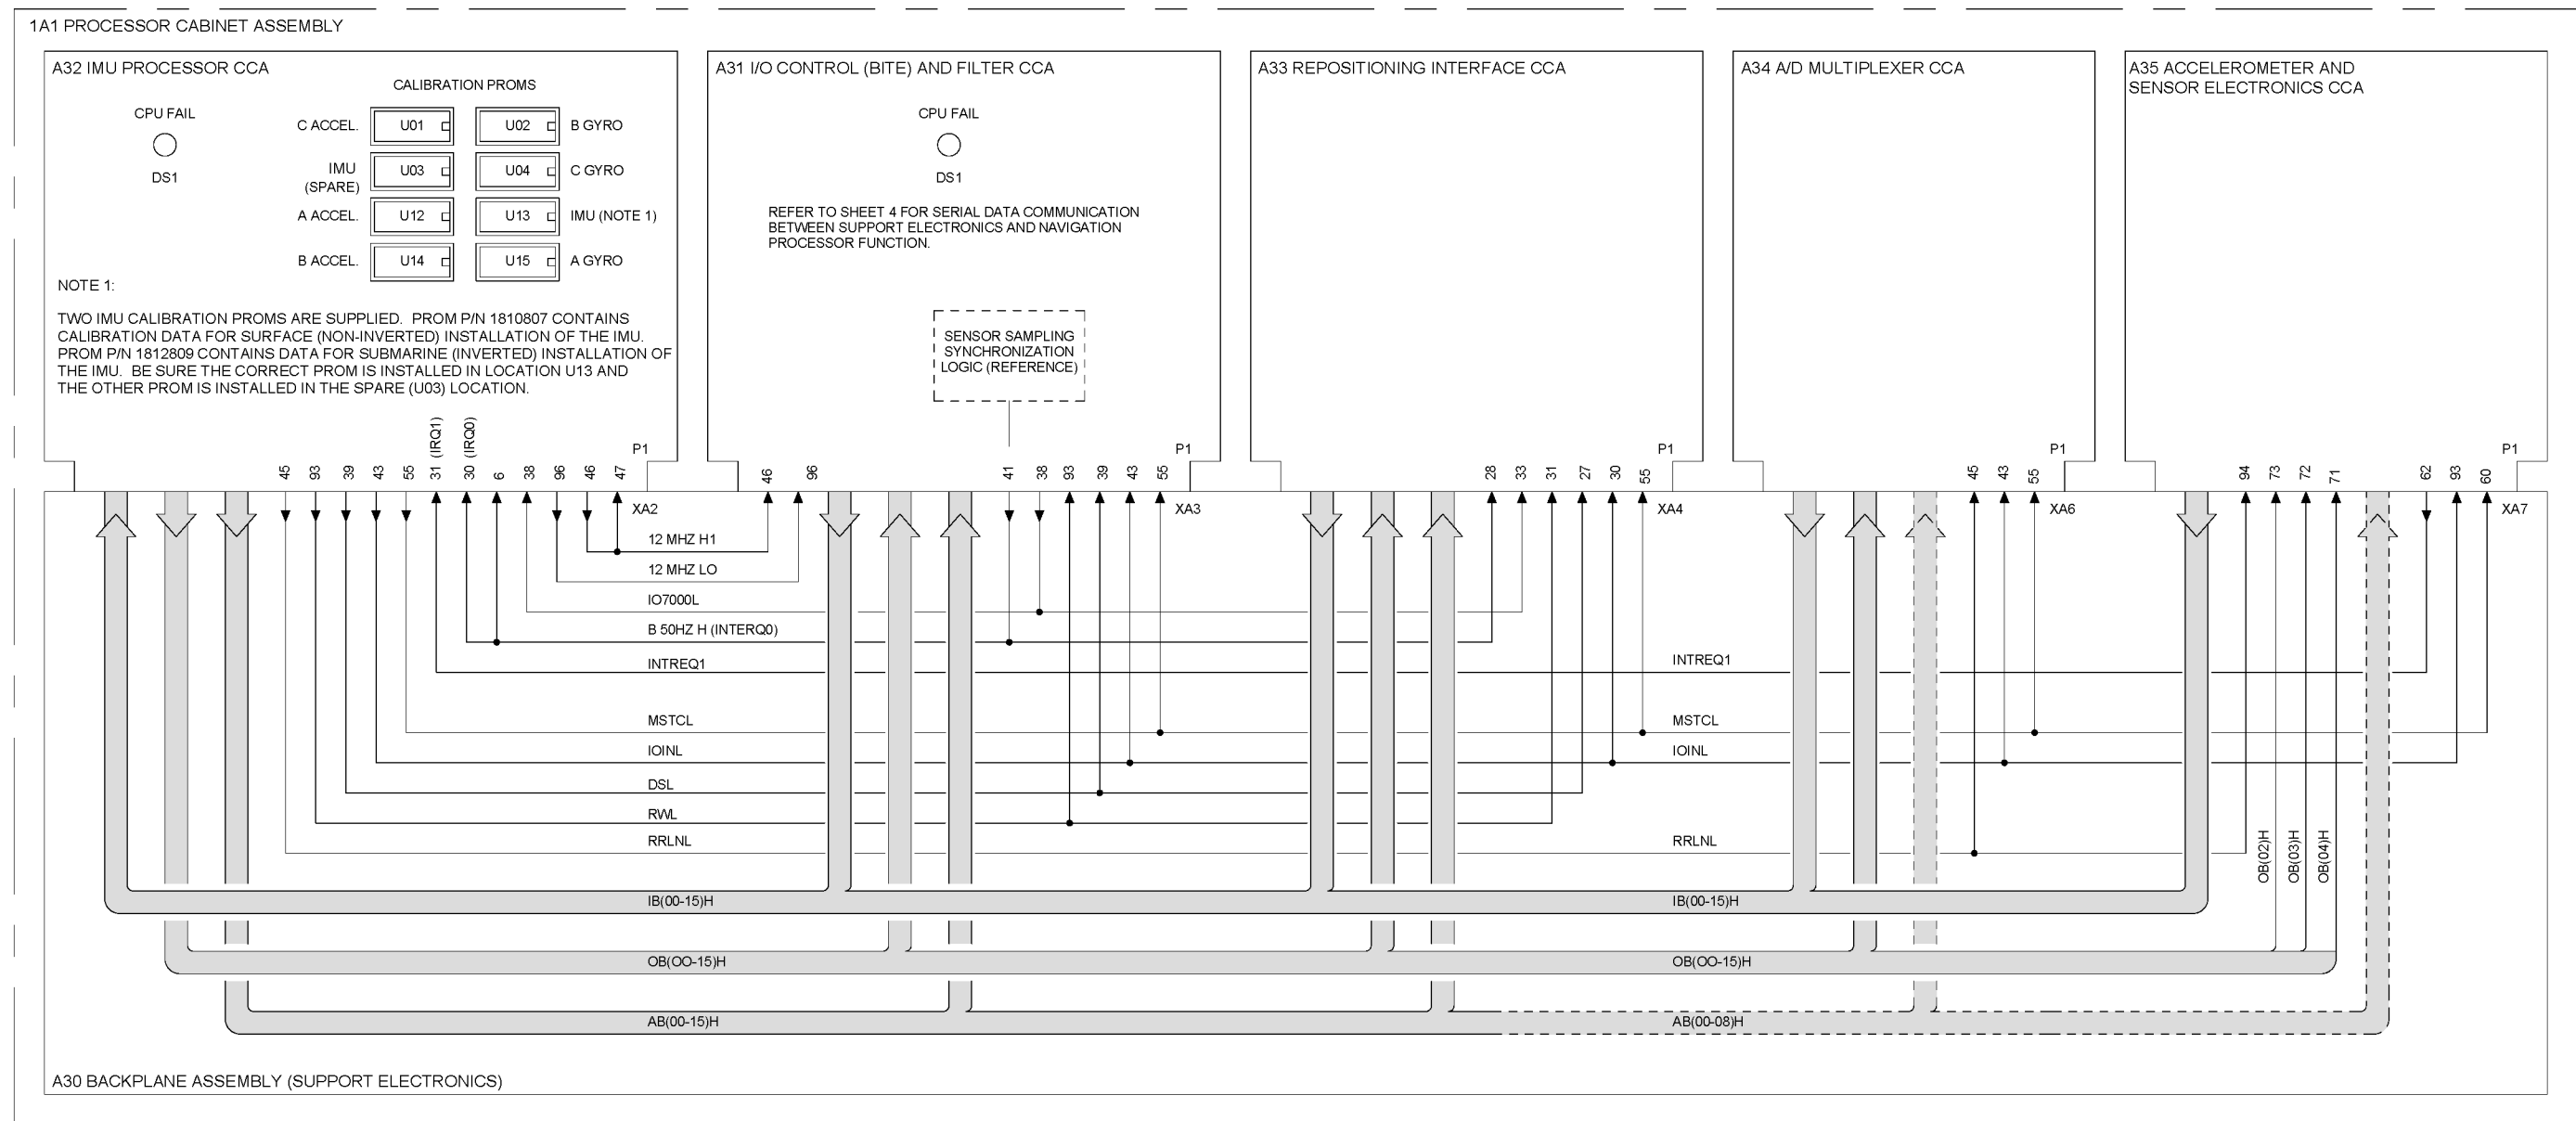 1A1 PROCESSOR CABINET ASSEMBLY
A32 IMU PROCESSOR CCA
CALIBRATION PROMS
CPU FAIL
DS1
C ACCEL. U01 U02 B GYRO
IMU
(SPARE)
U03 U04 C GYRO
A ACCEL. U12 U13 IMU (NOTE 1)
B ACCEL. U14 U15 A GYRO
NOTE 1:
TWO IMU CALIBRATION PROMS ARE SUPPLIED. PROM P/N 1810807 CONTAINS
CALIBRATION DATA FOR SURFACE (NON-INVERTED) INSTALLATION OF THE IMU.
PROM P/N 1812809 CONTAINS DATA FOR SUBMARINE (INVERTED) INSTALLATION OF
THE IMU. BE SURE THE CORRECT PROM IS INSTALLED IN LOCATION U13 AND
THE OTHER PROM IS INSTALLED IN THE SPARE (U03) LOCATION.
P1
45 93 39 43 55 31 (IRQ1) 30 (IRQ0) 6 38 96 46 47
XA2
A31 I/O CONTROL (BITE) AND FILTER CCA
CPU FAIL
DS1
REFER TO SHEET 4 FOR SERIAL DATA COMMUNICATION
BETWEEN SUPPORT ELECTRONICS AND NAVIGATION
PROCESSOR FUNCTION.
SENSOR SAMPLING
SYNCHRONIZATION
LOGIC (REFERENCE)
P1
46 96 41 38 93 39 43 55
XA3
A33 REPOSITIONING INTERFACE CCA
P1
28 33 31 27 30 55
XA4
A34 A/D MULTIPLEXER CCA
P1
45 43 55
XA6
A35 ACCELEROMETER AND
SENSOR ELECTRONICS CCA
P1
94 73 72 71 62 93 60
XA7
12 MHZ H1
12 MHZ LO
IO7000L
B 50HZ H (INTERQ0)
INTREQ1 INTREQ1
MSTCL MSTCL
IOINL IOINL
DSL
RWL
RRLNL RRLNL
OB(02)H OB(03)H OB(04)H
IB(00-15)H IB(00-15)H
OB(OO-15)H OB(OO-15)H
AB(00-15)H AB(00-08)H
A30 BACKPLANE ASSEMBLY (SUPPORT ELECTRONICS)